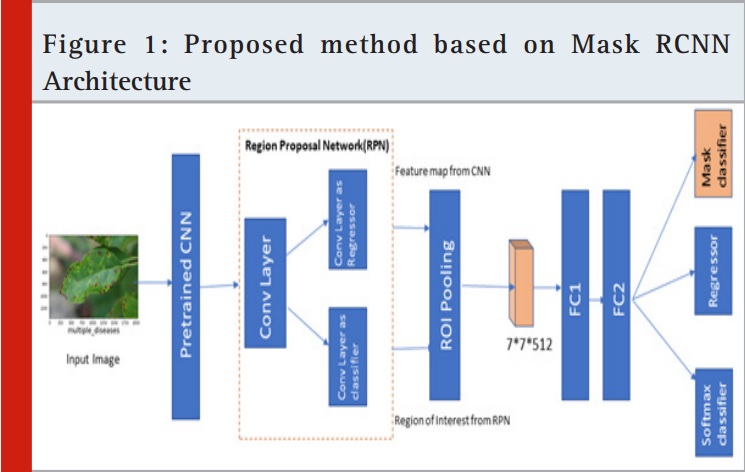 Figure 1: Proposed method based on Mask RCNN
Architecture
Region Proposal Network(RPN)
Feature map from CNN
Mask
classifier
Conv Layer as
Regressor
Pretrained CNN
Conv Layer
ROI Pooling
FC1
FC2
Regressor
multiple_diseases
Input Image
Conv Layer as
classifier
7*7*512
Region of Interest from RPN
Softmax
classifier